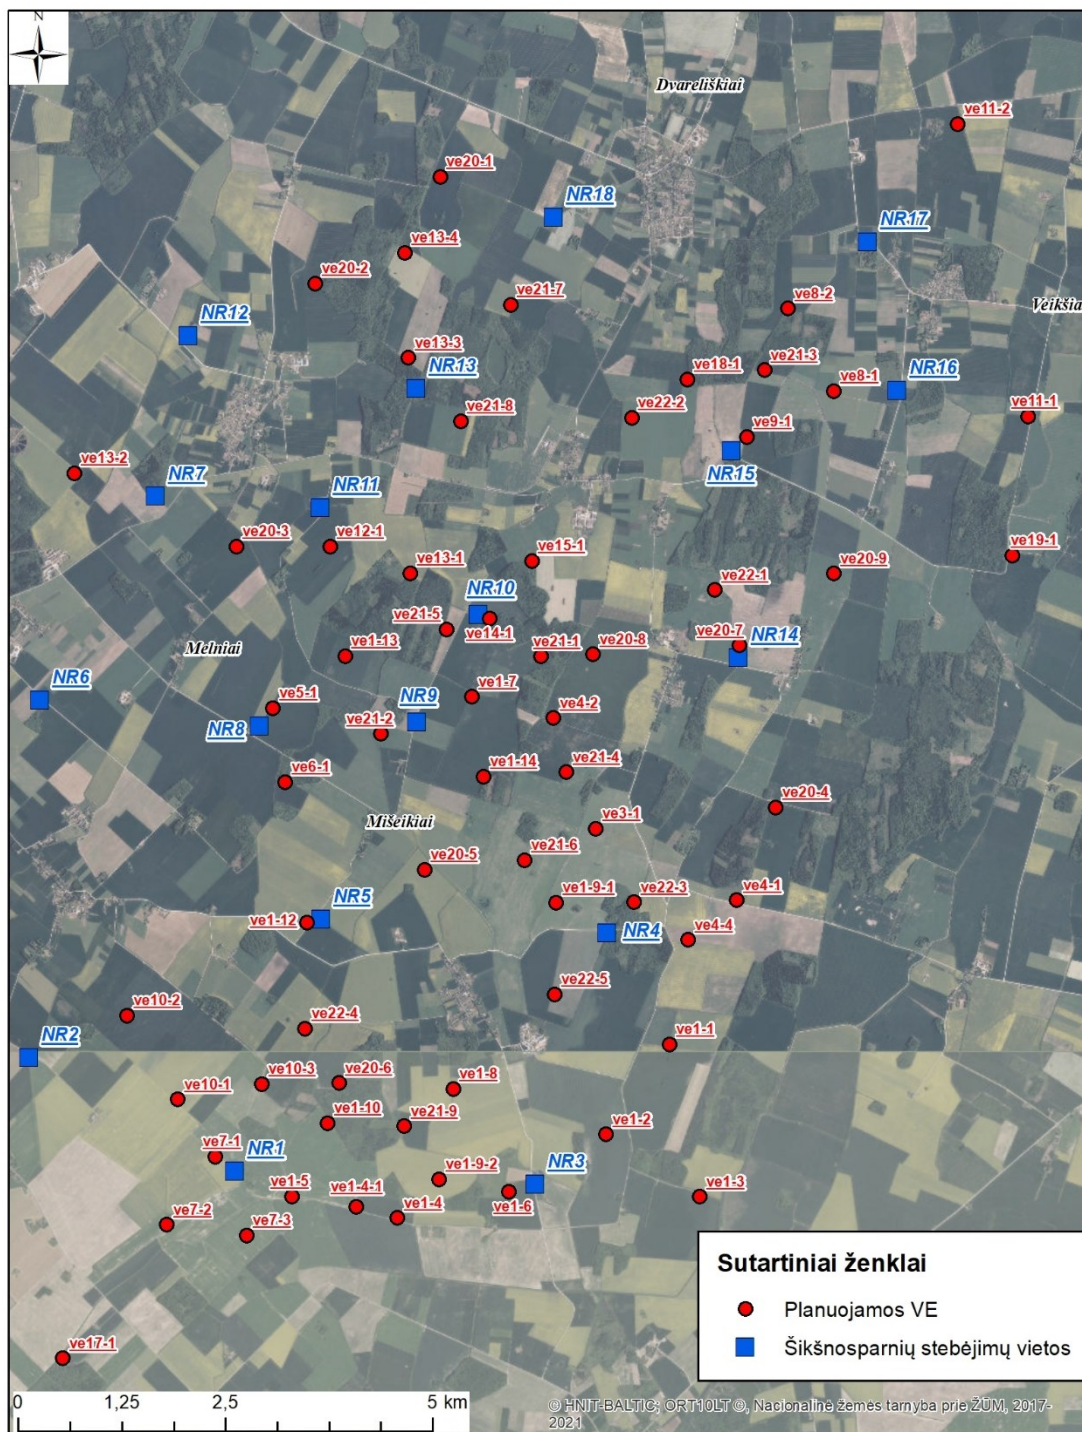 N
Dvareliškiai
ve11-2
ve20-1
NR18
NR17
ve13-4
ve20-2
ve21-7
ve8-2
Veikšia
NR12
ve13-3
NR13
ve18-1
ve21-3
ve8-1
NR16
ve21-8
ve22-2
ve11-1
ve9-1
NR15
ve13-2
NR7
NR11
ve20-3
ve12-1
ve13-1
ve15-1
ve20-9
ve19-1
ve22-1
NR10
ve21-5
ve14-1
ve1-13
ve21-1
ve20-8
ve20-7
NR14
Melniai
NR6
ve5-1
NR8
ve21-2
NR9
ve1-7
ve4-2
ve6-1
ve1-14
ve21-4
ve20-4
Mišeikiai
ve3-1
ve20-5
ve21-6
ve1-9-1
ve22-3
ve4-1
NR5
ve1-12
NR4
ve4-4
ve22-5
ve10-2
ve22-4
NR2
ve1-1
ve10-3
ve20-6
ve1-8
ve10-1
ve1-10
ve21-9
ve1-2
ve7-1
NR1
ve1-9-2
NR3
ve1-5
ve1-4-1
ve1-4
ve1-6
ve1-3
ve7-2
ve7-3
Sutartiniai ženklai
Planuojamos VE
Šikšnosparnių stebėjimų vietos
ve17-1
0 1,25 2,5 5 km
© HNIT-BALTIC; ORT10LT ©, Nacionalinė žemės tarnyba prie ŽŪM, 2017-
2021